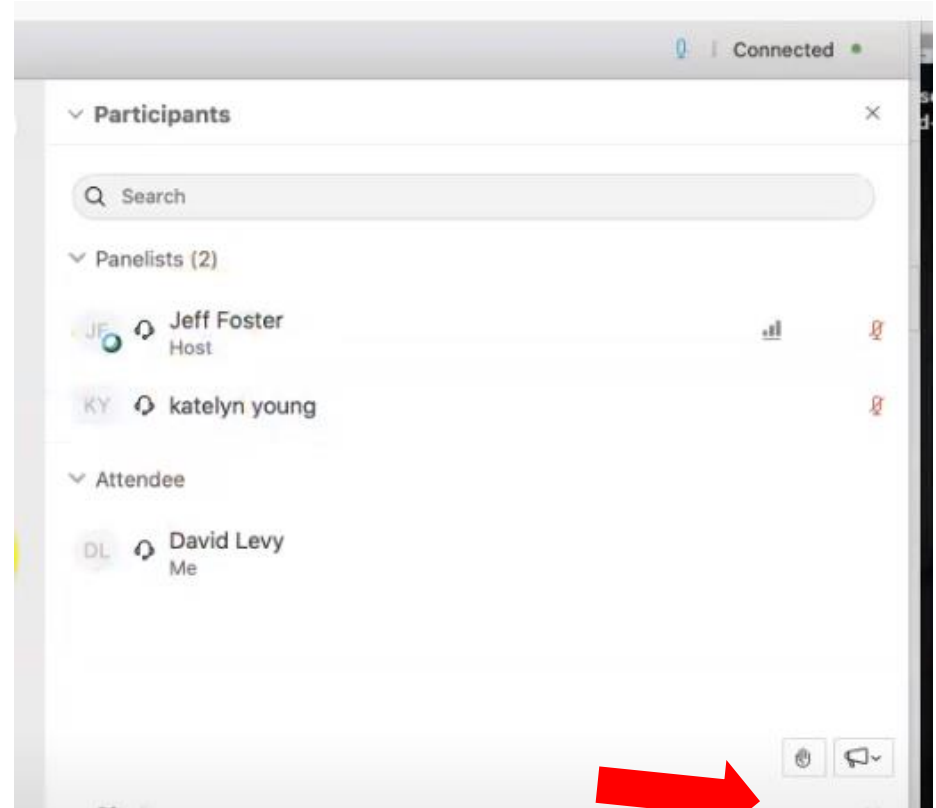 Connected
Participants
Search
Panelists (2)
JF
Jeff Foster
Host
KY
katelyn young
Attendee
DL
David Levy
Me